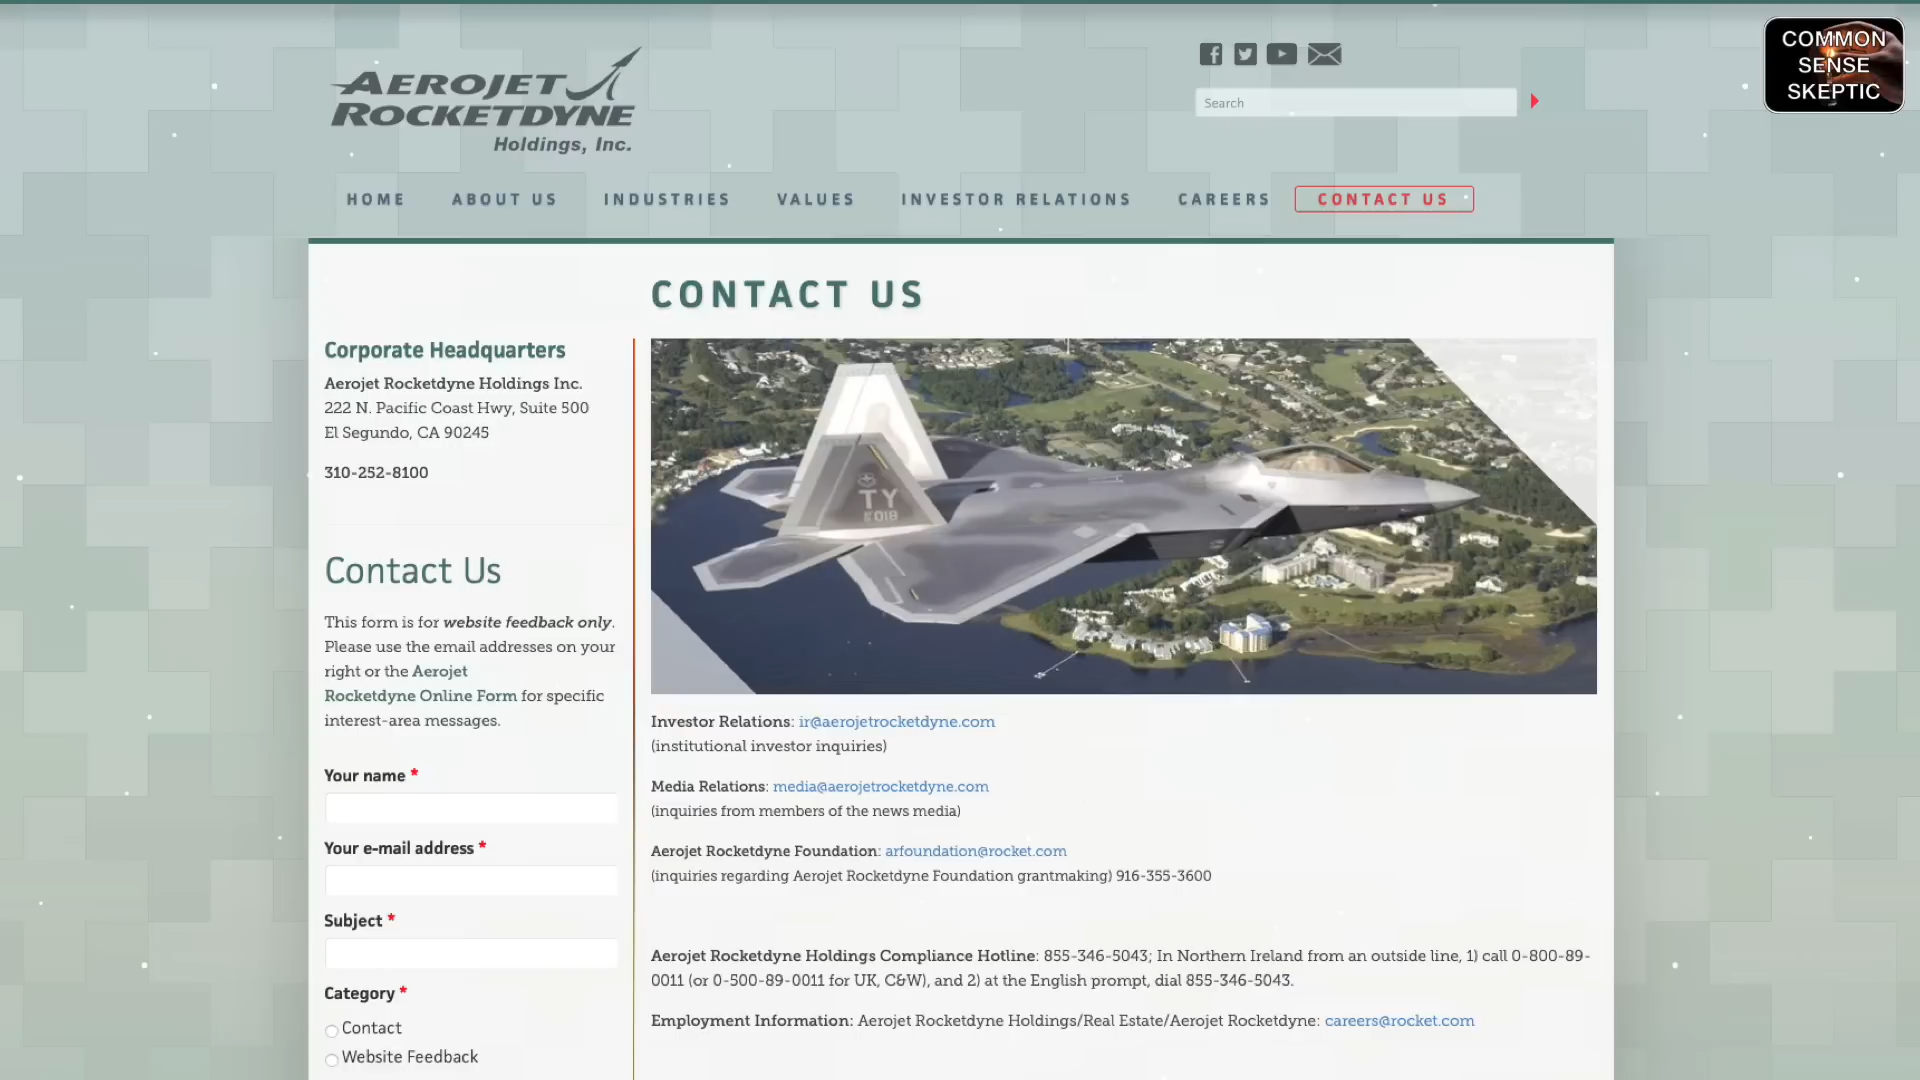 COMMON
SENSE
SKEPTIC
AEROJET
ROCKETDYNE
Holdings, Inc.
Search
HOME ABOUT US INDUSTRIES VALUES INVESTOR RELATIONS CAREERS CONTACT US
CONTACT US
Corporate Headquarters
Aerojet Rocketdyne Holdings Inc.
222 N. Pacific Coast Hwy, Suite 500
El Segundo, CA 90245
310-252-8100
Contact Us
This form is for website feedback only.
Please use the email addresses on your
right or the Aerojet
Rocketdyne Online Form for specific
interest-area messages.
Your name *
Your e-mail address *
Subject *
Category *
Contact
Website Feedback
TY
018
Investor Relations: ir@aerojetrocketdyne.com
(institutional investor inquiries)
Media Relations: media@aerojetrocketdyne.com
(inquiries from members of the news media)
Aerojet Rocketdyne Foundation: arfoundation@rocket.com
(inquiries regarding Aerojet Rocketdyne Foundation grantmaking) 916-355-3600
Aerojet Rocketdyne Holdings Compliance Hotline: 855-346-5043; In Northern Ireland from an outside line, 1) call 0-800-89-
0011 (or 0-500-89-0011 for UK, C&W), and 2) at the English prompt, dial 855-346-5043.
Employment Information: Aerojet Rocketdyne Holdings/Real Estate/Aerojet Rocketdyne: careers@rocket.com